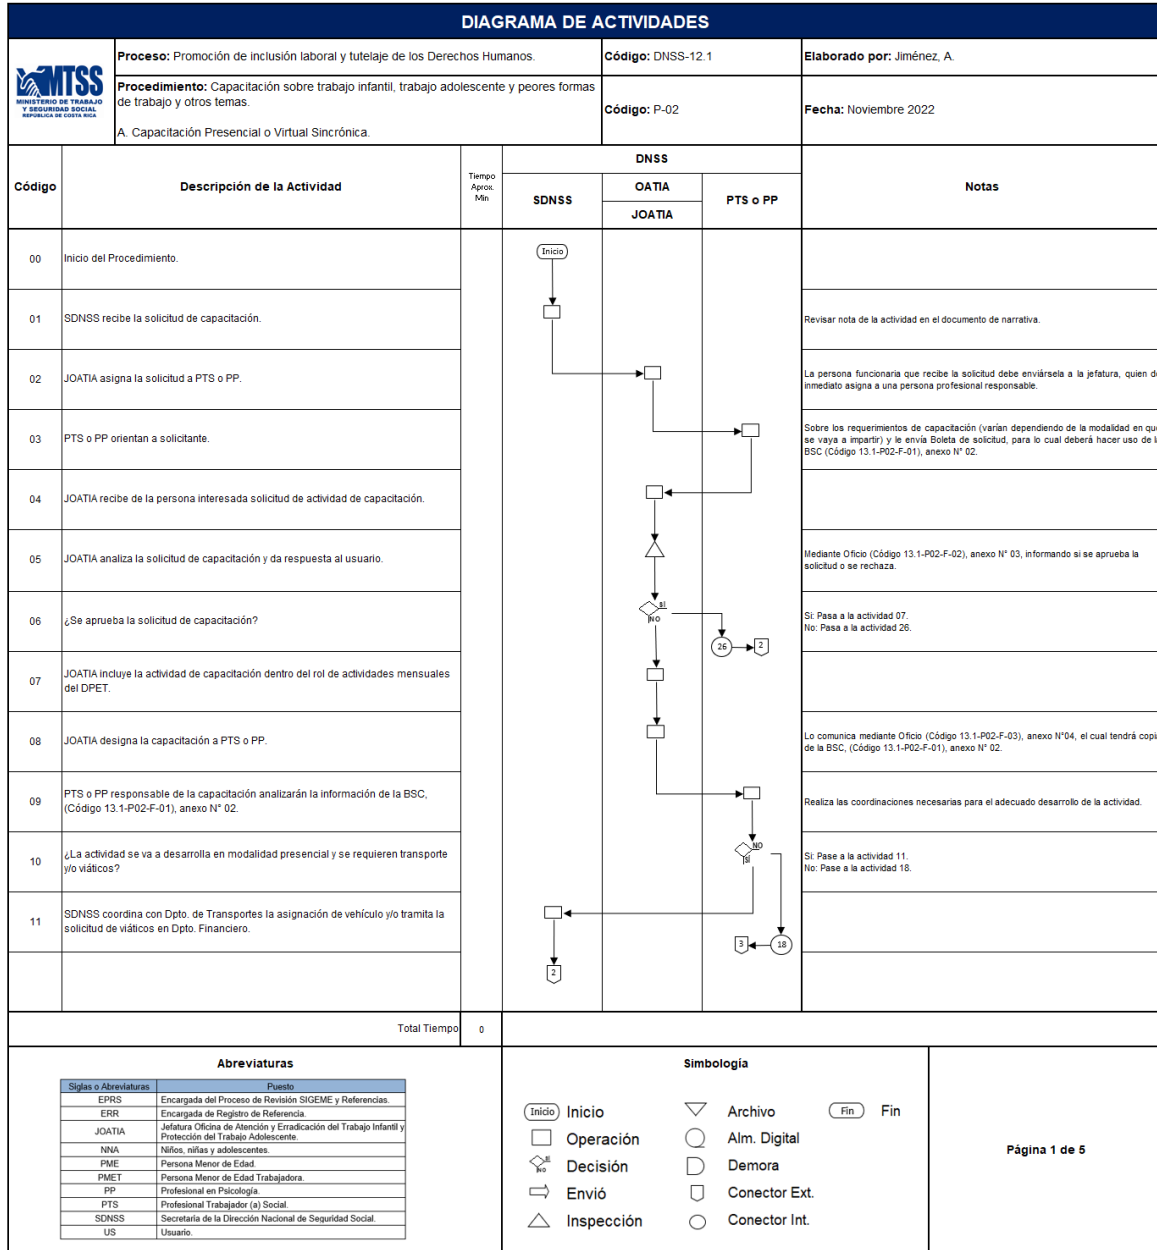 DIAGRAMA DE ACTIVIDADES
MTSS
MINISTERIO DE TRABAJO
Y SEGURIDAD SOCIAL
REPÚBLICA DE COSTA RICA
Proceso: Promoción de inclusión laboral y tutelaje de los Derechos Humanos.
Código: DNSS-12.1
Elaborado por: Jiménez, A.
Procedimiento: Capacitación sobre trabajo infantil, trabajo adolescente y peores formas
de trabajo y otros temas.
A. Capacitación Presencial o Virtual Sincrónica.
Código: P-02
Fecha: Noviembre 2022
Código
Descripción de la Actividad
Tiempo
Aprox.
Min
DNSS
SDNSS
OATIA
JOATIA
PTS o PP
Notas
00
Inicio del Procedimiento.
Inicio
01
SDNSS recibe la solicitud de capacitación.
Revisar nota de la actividad en el documento de narrativa.
02
JOATIA asigna la solicitud a PTS o PP.
La persona funcionaria que recibe la solicitud debe enviársela a la jefatura, quien de
inmediato asigna a una persona profesional responsable.
03
PTS o PP orientan a solicitante.
Sobre los requerimientos de capacitación (varían dependiendo de la modalidad en que
se vaya a impartir) y le envía Boleta de solicitud, para lo cual deberá hacer uso de la
BSC (Código 13.1-P02-F-01), anexo N° 02.
04
JOATIA recibe de la persona interesada solicitud de actividad de capacitación.
05
JOATIA analiza la solicitud de capacitación y da respuesta al usuario.
Mediante Oficio (Código 13.1-P02-F-02), anexo N° 03, informando si se aprueba la
solicitud o se rechaza.
06
¿Se aprueba la solicitud de capacitación?
SÍ
NO
26
2
Si: Pasa a la actividad 07.
No: Pasa a la actividad 26.
07
JOATIA incluye la actividad de capacitación dentro del rol de actividades mensuales
del DPET.
08
JOATIA designa la capacitación a PTS o PP.
Lo comunica mediante Oficio (Código 13.1-P02-F-03), anexo N°04, el cual tendrá copia
de la BSC, (Código 13.1-P02-F-01), anexo N° 02.
09
PTS o PP responsable de la capacitación analizarán la información de la BSC,
(Código 13.1-P02-F-01), anexo N° 02.
Realiza las coordinaciones necesarias para el adecuado desarrollo de la actividad.
10
¿La actividad se va a desarrolla en modalidad presencial y se requieren transporte
y/o viáticos?
NO
SÍ
Si: Pase a la actividad 11.
No: Pase a la actividad 18.
11
SDNSS coordina con Dpto. de Transportes la asignación de vehículo y/o tramita la
solicitud de viáticos en Dpto. Financiero.
3
18
2
Total Tiempo
0
Abreviaturas
Siglas o Abreviaturas
Puesto
EPRS
Encargada del Proceso de Revisión SIGEME y Referencias.
ERR
Encargada de Registro de Referencia.
JOATIA
Jefatura Oficina de Atención y Erradicación del Trabajo Infantil y
Protección del Trabajo Adolescente.
NNA
Niños, niñas y adolescentes.
PME
Persona Menor de Edad.
PMET
Persona Menor de Edad Trabajadora.
PP
Profesional en Psicología.
PTS
Profesional Trabajador (a) Social.
SDNSS
Secretaria de la Dirección Nacional de Seguridad Social.
US
Usuario.
Simbología
Inicio
Inicio
Operación
SÍ
NO
Decisión
Envió
Inspección
Archivo
Alm. Digital
Demora
Conector Ext.
Conector Int.
Fin
Fin
Página 1 de 5